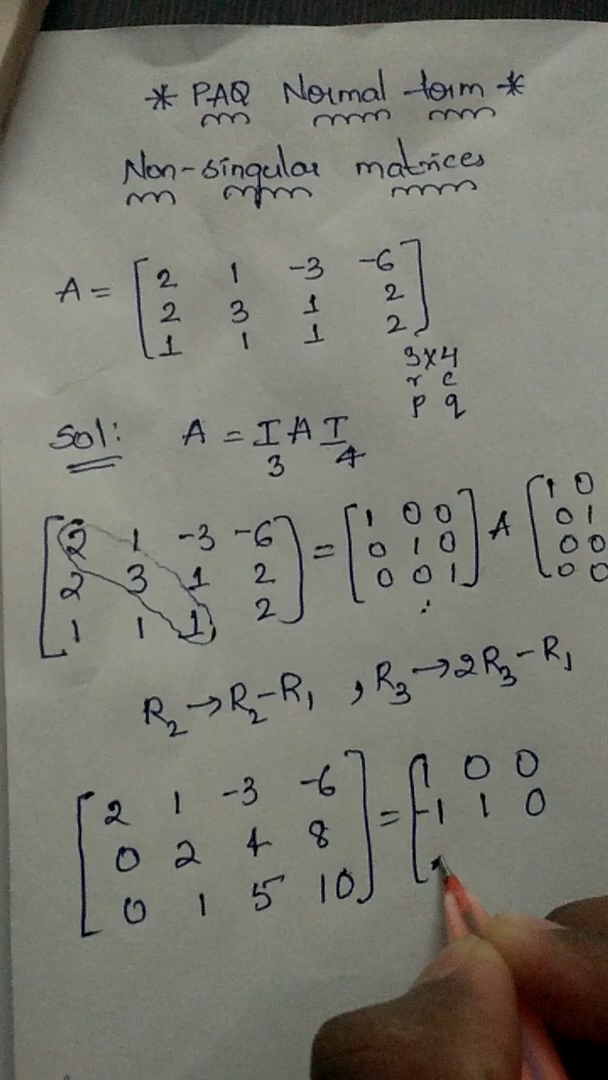 * PAQ Normal form *
Non-singular matrices
A = [2 1 -3 -6
2 3 1 2
1 1 1 2]
3x4
r c
p q
Sol: A = I₃ A I₄
[2 1 -3 -6 = [1 0 0 A [1 0
2 3 1 2 0 1 0 0 1
1 1 1 2] 0 0 1] 0 0
0 0
R₂→R₂-R₁ , R₃→2R₃-R₁
[2 1 -3 -6 = [1 0 0
0 2 4 8 -1 1 0
0 1 5 10]